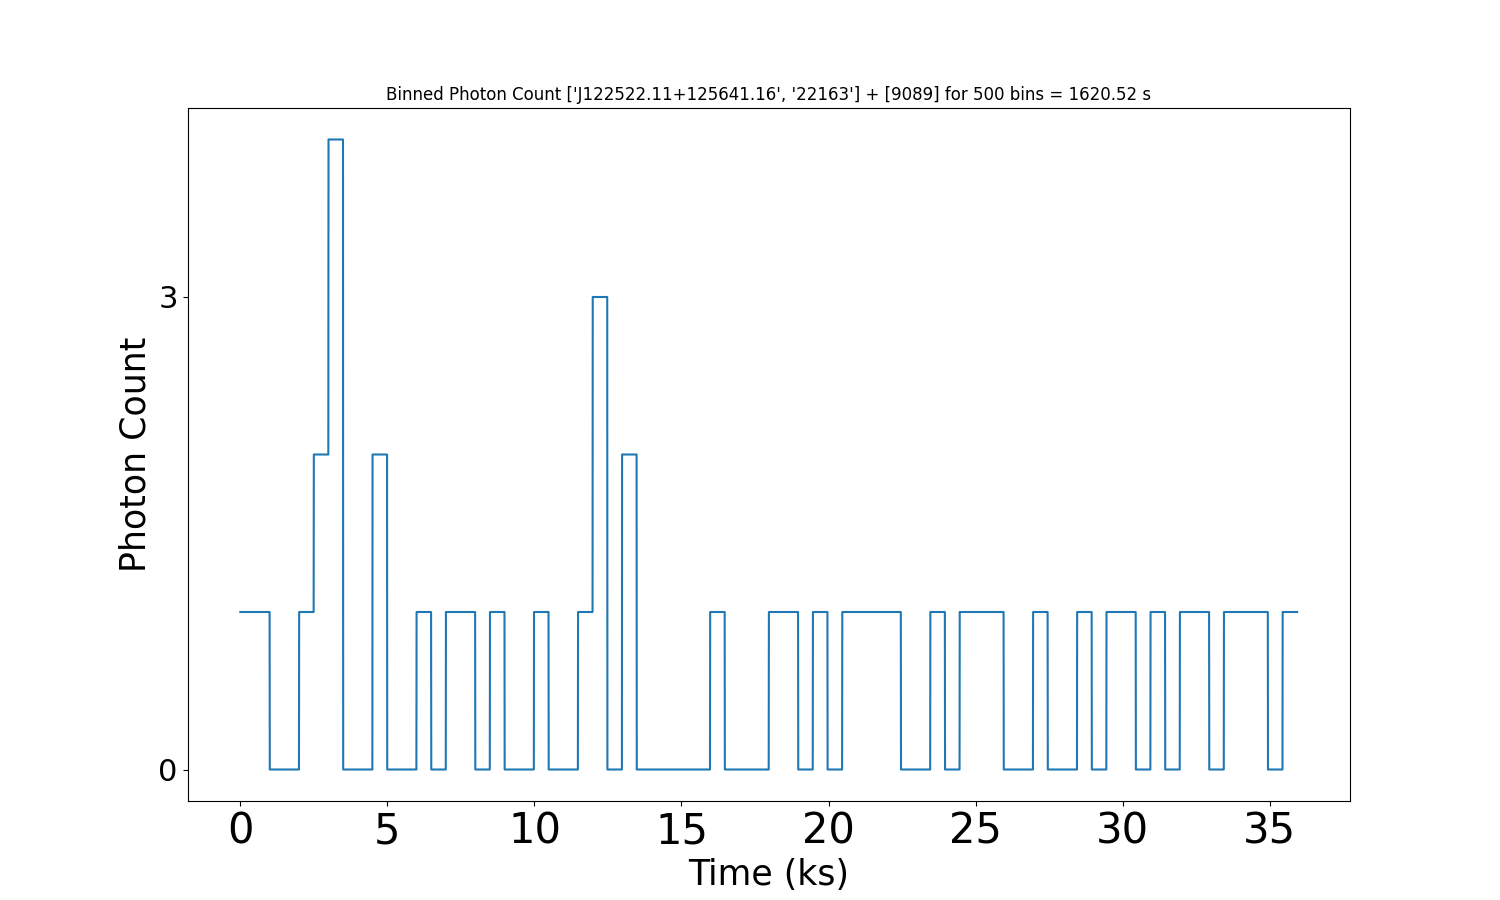 Binned Photon Count ['J122522.11+125641.16', '22163'] + [9089] for 500 bins = 1620.52 s
Photon Count
3
0
0 5 10 15 20 25 30 35
Time (ks)